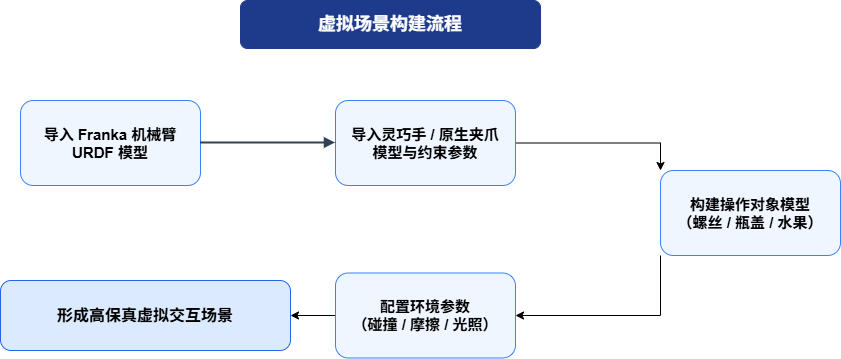 虚拟场景构建流程
导入 Franka 机械臂
URDF 模型
导入灵巧手 / 原生夹爪
模型与约束参数
构建操作对象模型
（螺丝 / 瓶盖 / 水果）
配置环境参数
（碰撞 / 摩擦 / 光照）
形成高保真虚拟交互场景